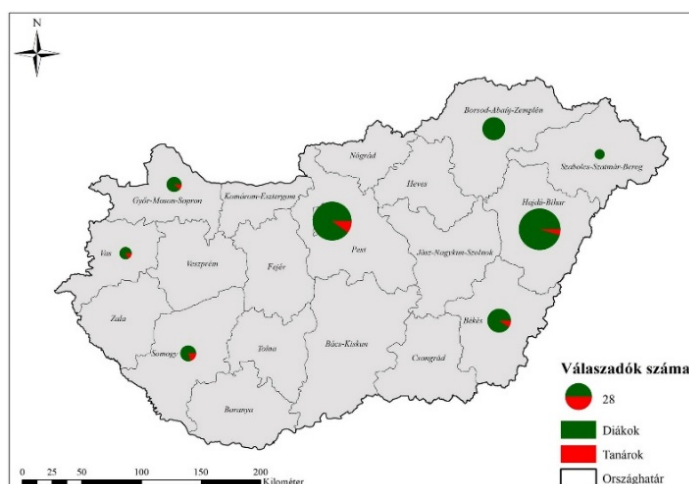 N
Borsod-Abaúj-Zemplén
Szabolcs-Szatmár-Bereg
Nógrád
Heves
Győr-Moson-Sopron
Komárom-Esztergom
Hajdú-Bihar
Vas
Veszprém
Fejér
Pest
Jász-Nagykun-Szolnok
Zala
Somogy
Tolna
Bács-Kiskun
Békés
Csongrád
Baranya
Válaszadók száma
28
Diákok
Tanárok
Országhatár
0 25 50 100 150 200
Kilométer